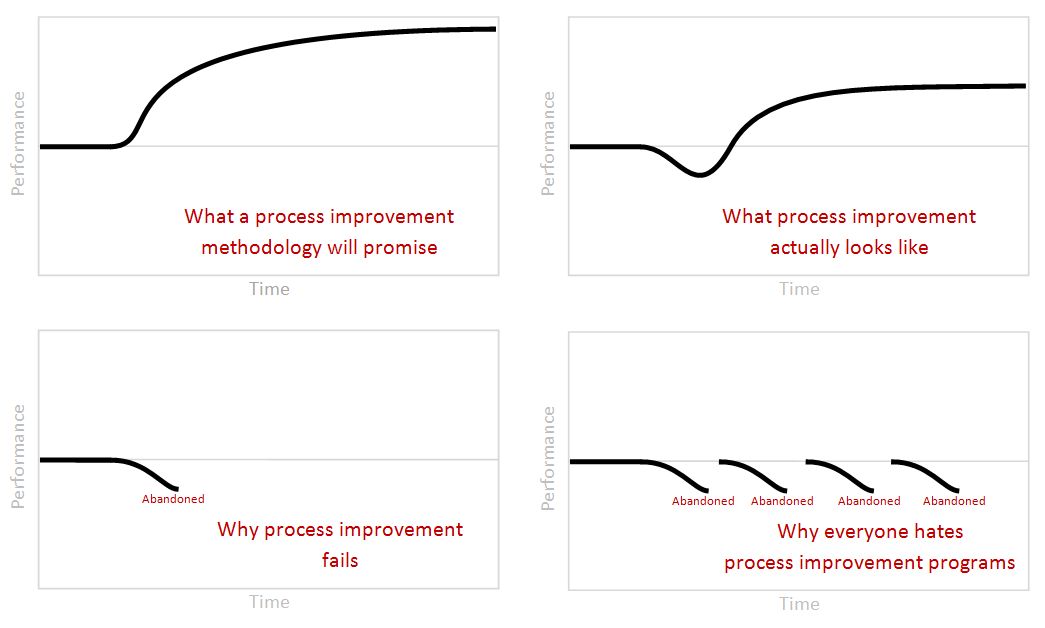 Performance
What a process improvement
methodology will promise
Time
Performance
What process improvement
actually looks like
Time
Performance
Abandoned
Why process improvement
fails
Time
Performance
Abandoned Abandoned Abandoned Abandoned
Why everyone hates
process improvement programs
Time